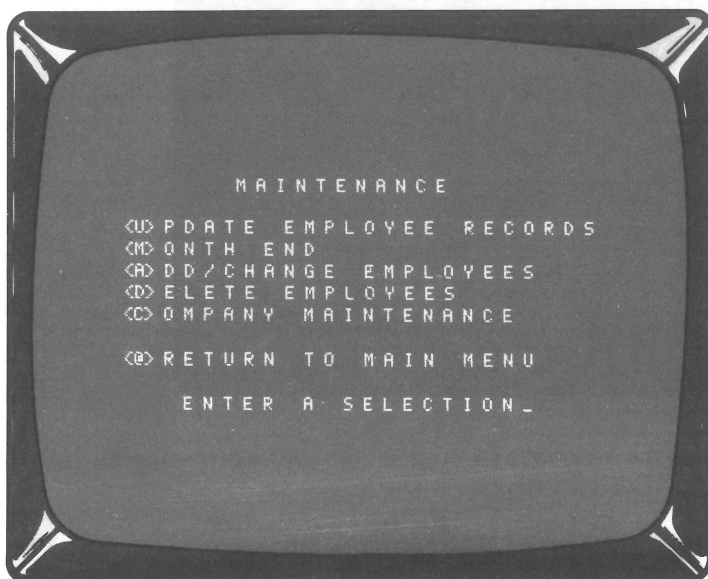 MAINTENANCE
<U>PDATE EMPLOYEE RECORDS
<M>ONTH END
<A>DD/CHANGE EMPLOYEES
<D>ELETE EMPLOYEES
<C>OMPANY MAINTENANCE
<@>RETURN TO MAIN MENU
ENTER A SELECTION_